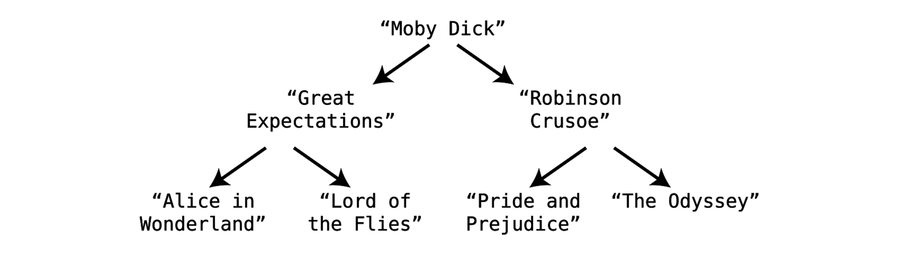 “Moby Dick”
“Great
Expectations”
“Robinson
Crusoe”
“Alice in
Wonderland”
“Lord of
the Flies”
“Pride and
Prejudice”
“The Odyssey”